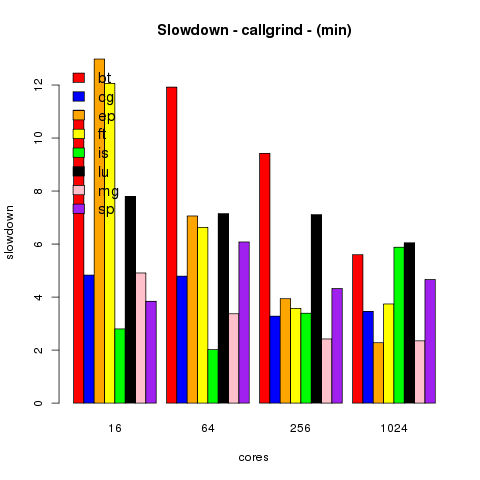 Slowdown - callgrind - (min)
slowdown
12
10
8
6
4
2
0
bt
cg
ep
ft
is
lu
mg
sp
16 64 256 1024
cores